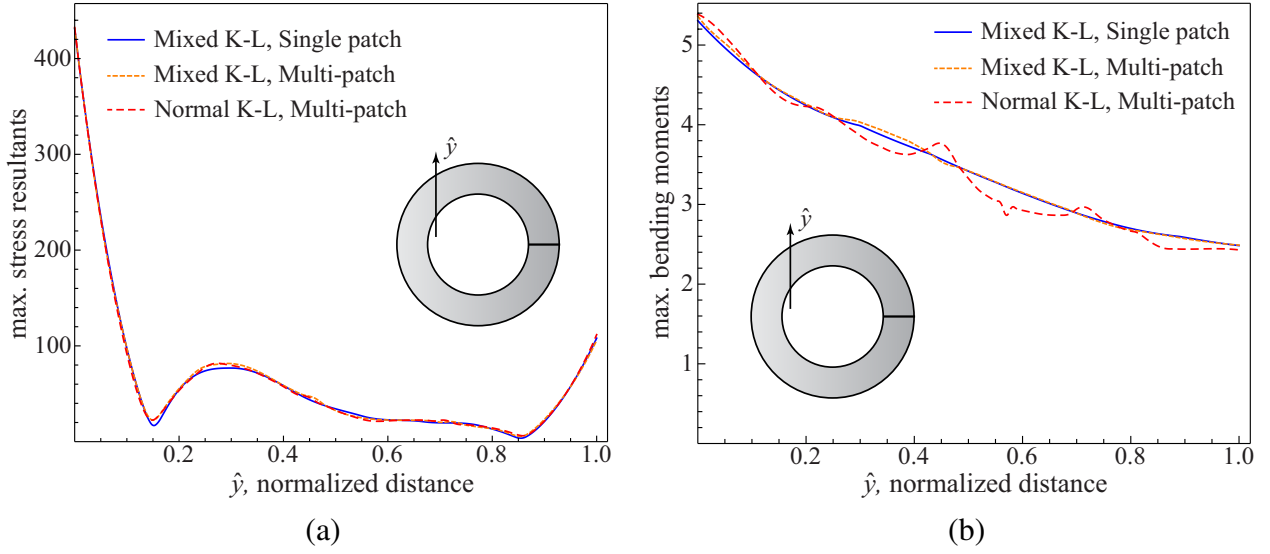 max. stress resultants
400
300
200
100
Mixed K-L, Single patch
Mixed K-L, Multi-patch
Normal K-L, Multi-patch
ŷ
0.2 0.4 0.6 0.8 1.0
ŷ, normalized distance
(a)
max. bending moments
5
4
3
2
1
Mixed K-L, Single patch
Mixed K-L, Multi-patch
Normal K-L, Multi-patch
ŷ
0.2 0.4 0.6 0.8 1.0
ŷ, normalized distance
(b)